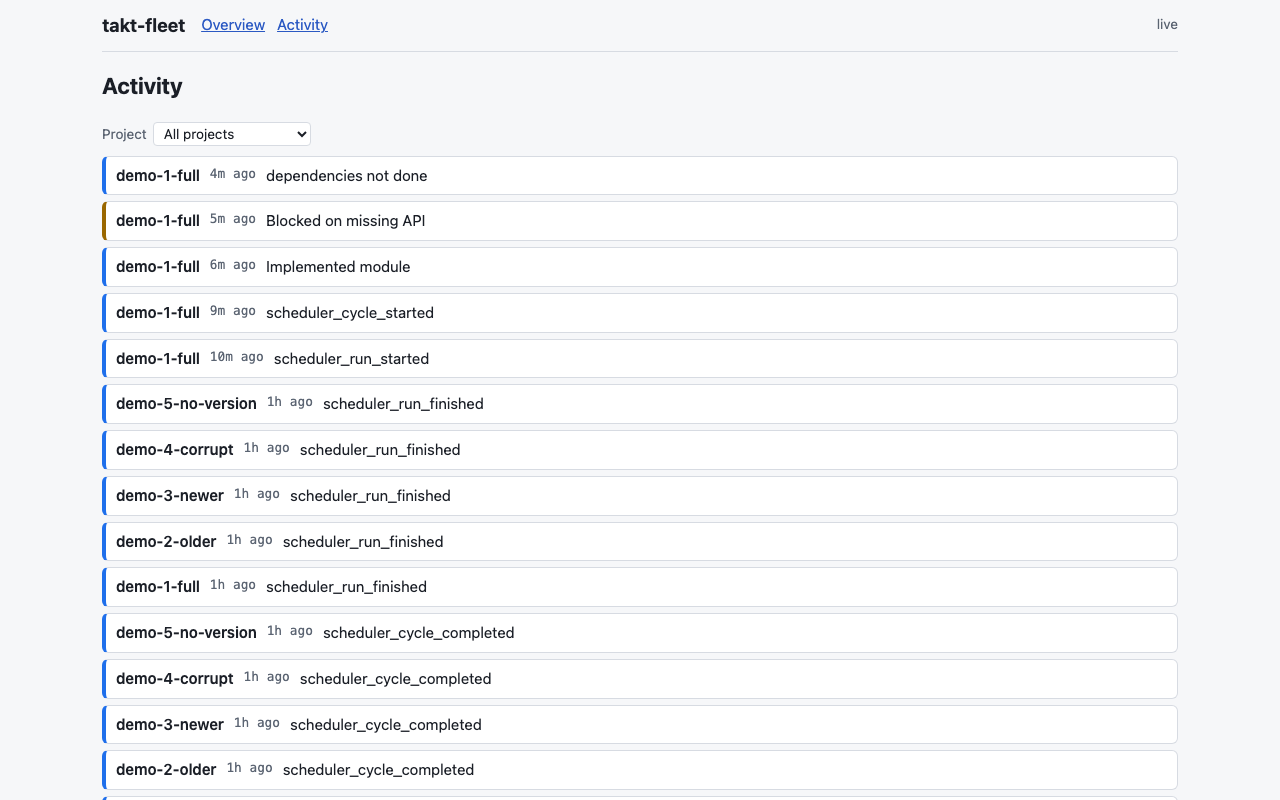 takt-fleet Overview Activity live
Activity
Project All projects
demo-1-full 4m ago dependencies not done
demo-1-full 5m ago Blocked on missing API
demo-1-full 6m ago Implemented module
demo-1-full 9m ago scheduler_cycle_started
demo-1-full 10m ago scheduler_run_started
demo-5-no-version 1h ago scheduler_run_finished
demo-4-corrupt 1h ago scheduler_run_finished
demo-3-newer 1h ago scheduler_run_finished
demo-2-older 1h ago scheduler_run_finished
demo-1-full 1h ago scheduler_run_finished
demo-5-no-version 1h ago scheduler_cycle_completed
demo-4-corrupt 1h ago scheduler_cycle_completed
demo-3-newer 1h ago scheduler_cycle_completed
demo-2-older 1h ago scheduler_cycle_completed